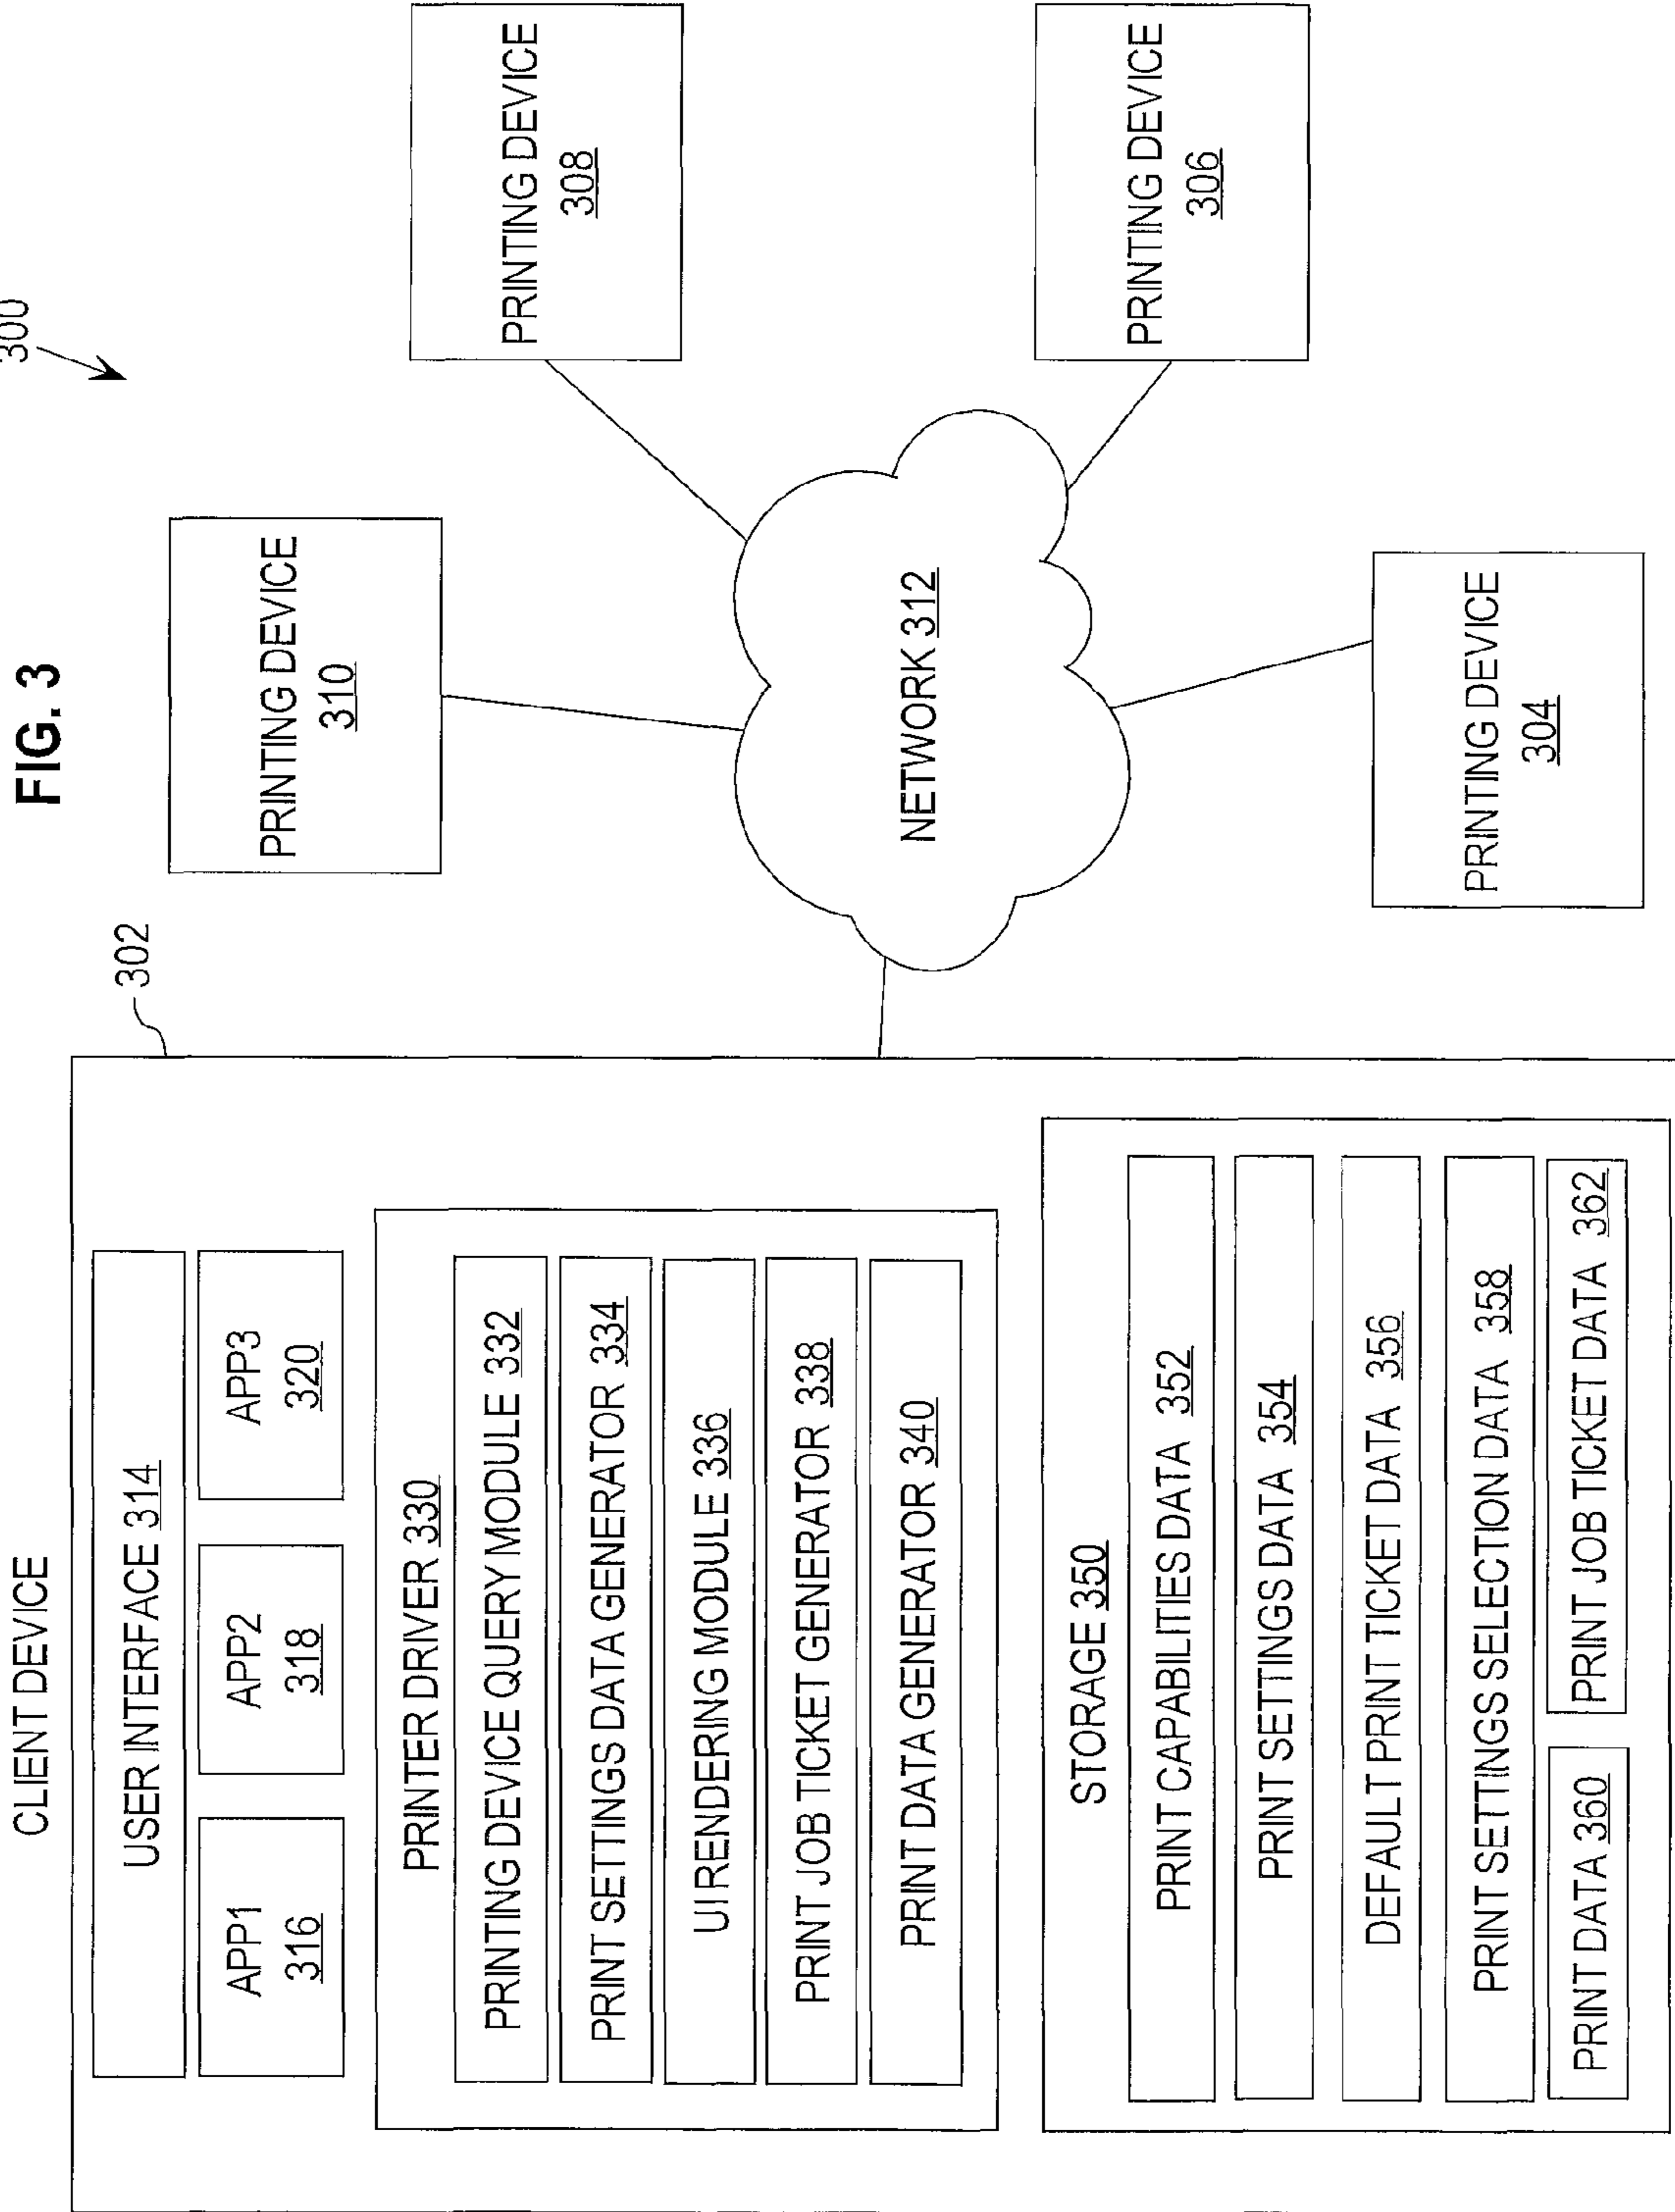 FIG. 3
300
CLIENT DEVICE
302
USER INTERFACE 314
APP1
316
APP2
318
APP3
320
PRINTER DRIVER 330
PRINTING DEVICE QUERY MODULE 332
PRINT SETTINGS DATA GENERATOR 334
UI RENDERING MODULE 336
PRINT JOB TICKET GENERATOR 338
PRINT DATA GENERATOR 340
STORAGE 350
PRINT CAPABILITIES DATA 352
PRINT SETTINGS DATA 354
DEFAULT PRINT TICKET DATA 356
PRINT SETTINGS SELECTION DATA 358
PRINT DATA 360
PRINT JOB TICKET DATA 362
PRINTING DEVICE
310
PRINTING DEVICE
308
NETWORK 312
PRINTING DEVICE
304
PRINTING DEVICE
306